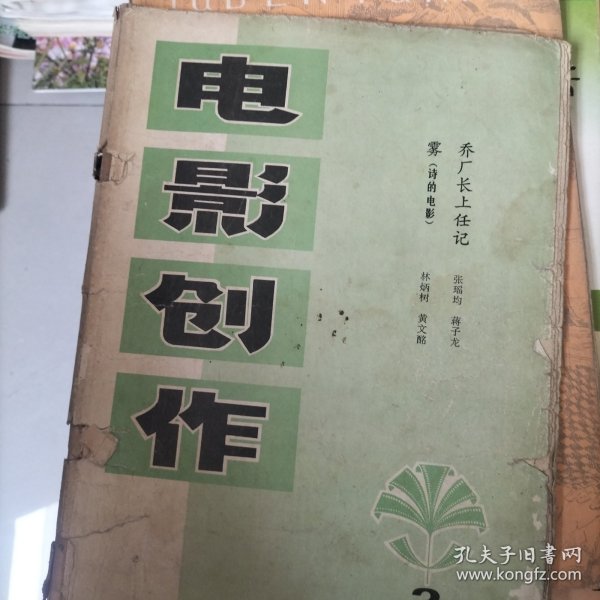 电影创作
乔厂长上任记
张瑶均 蒋子龙
雾（诗的电影）
林炳树 黄文酩
孔夫子旧书网
www.kongfz.com